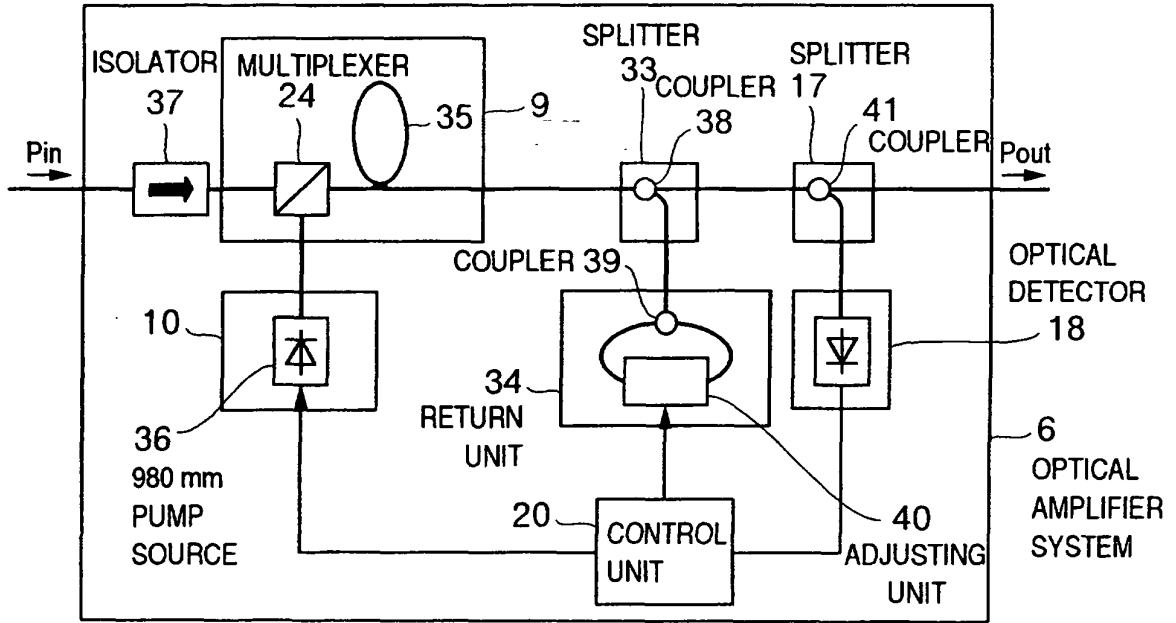 ISOLATOR
37
MULTIPLEXER
24
35
9
SPLITTER
33
COUPLER
38
SPLITTER
17
41
COUPLER
Pin
Pout
COUPLER 39
OPTICAL
DETECTOR
18
10
34
RETURN
UNIT
36
980 mm
PUMP
SOURCE
20
CONTROL
UNIT
40
ADJUSTING
UNIT
6
OPTICAL
AMPLIFIER
SYSTEM